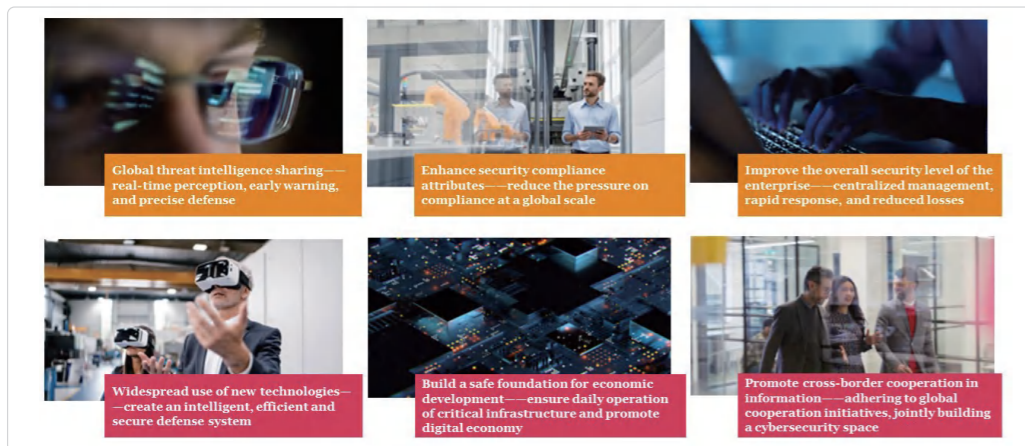 Global threat intelligence sharing——
real-time perception, early warning,
and precise defense
Enhance security compliance
attributes——reduce the pressure on
compliance at a global scale
Improve the overall security level of the
enterprise——centralized management,
rapid response, and reduced losses
Widespread use of new technologies—
—create an intelligent, efficient and
secure defense system
Build a safe foundation for economic
development——ensure daily operation
of critical infrastructure and promote
digital economy
Promote cross-border cooperation in
information——adhering to global
cooperation initiatives, jointly building
a cybersecurity space